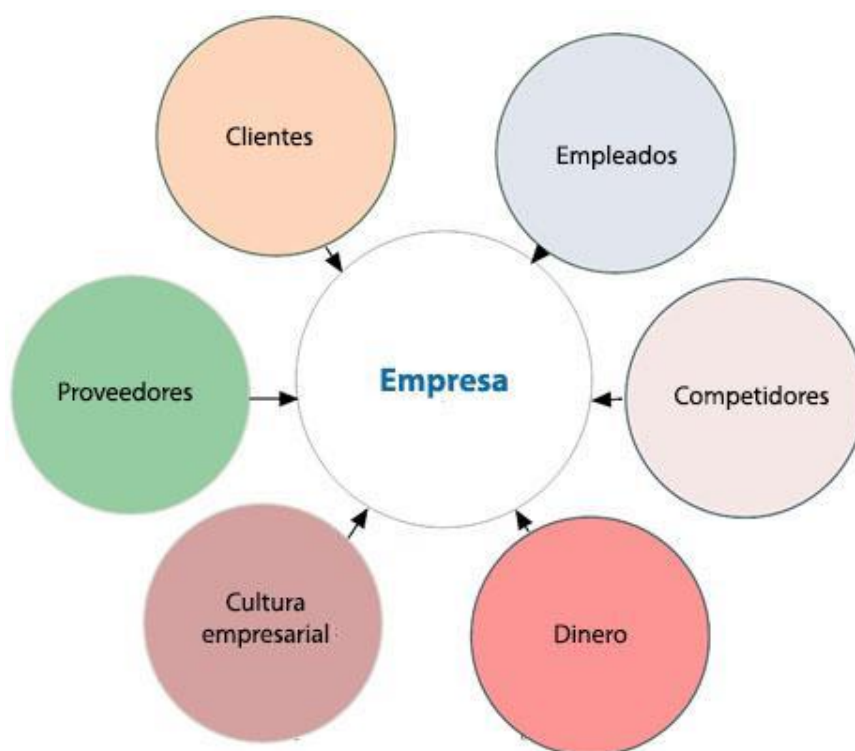 Clientes
Empleados
Proveedores
Empresa
Competidores
Cultura
empresarial
Dinero